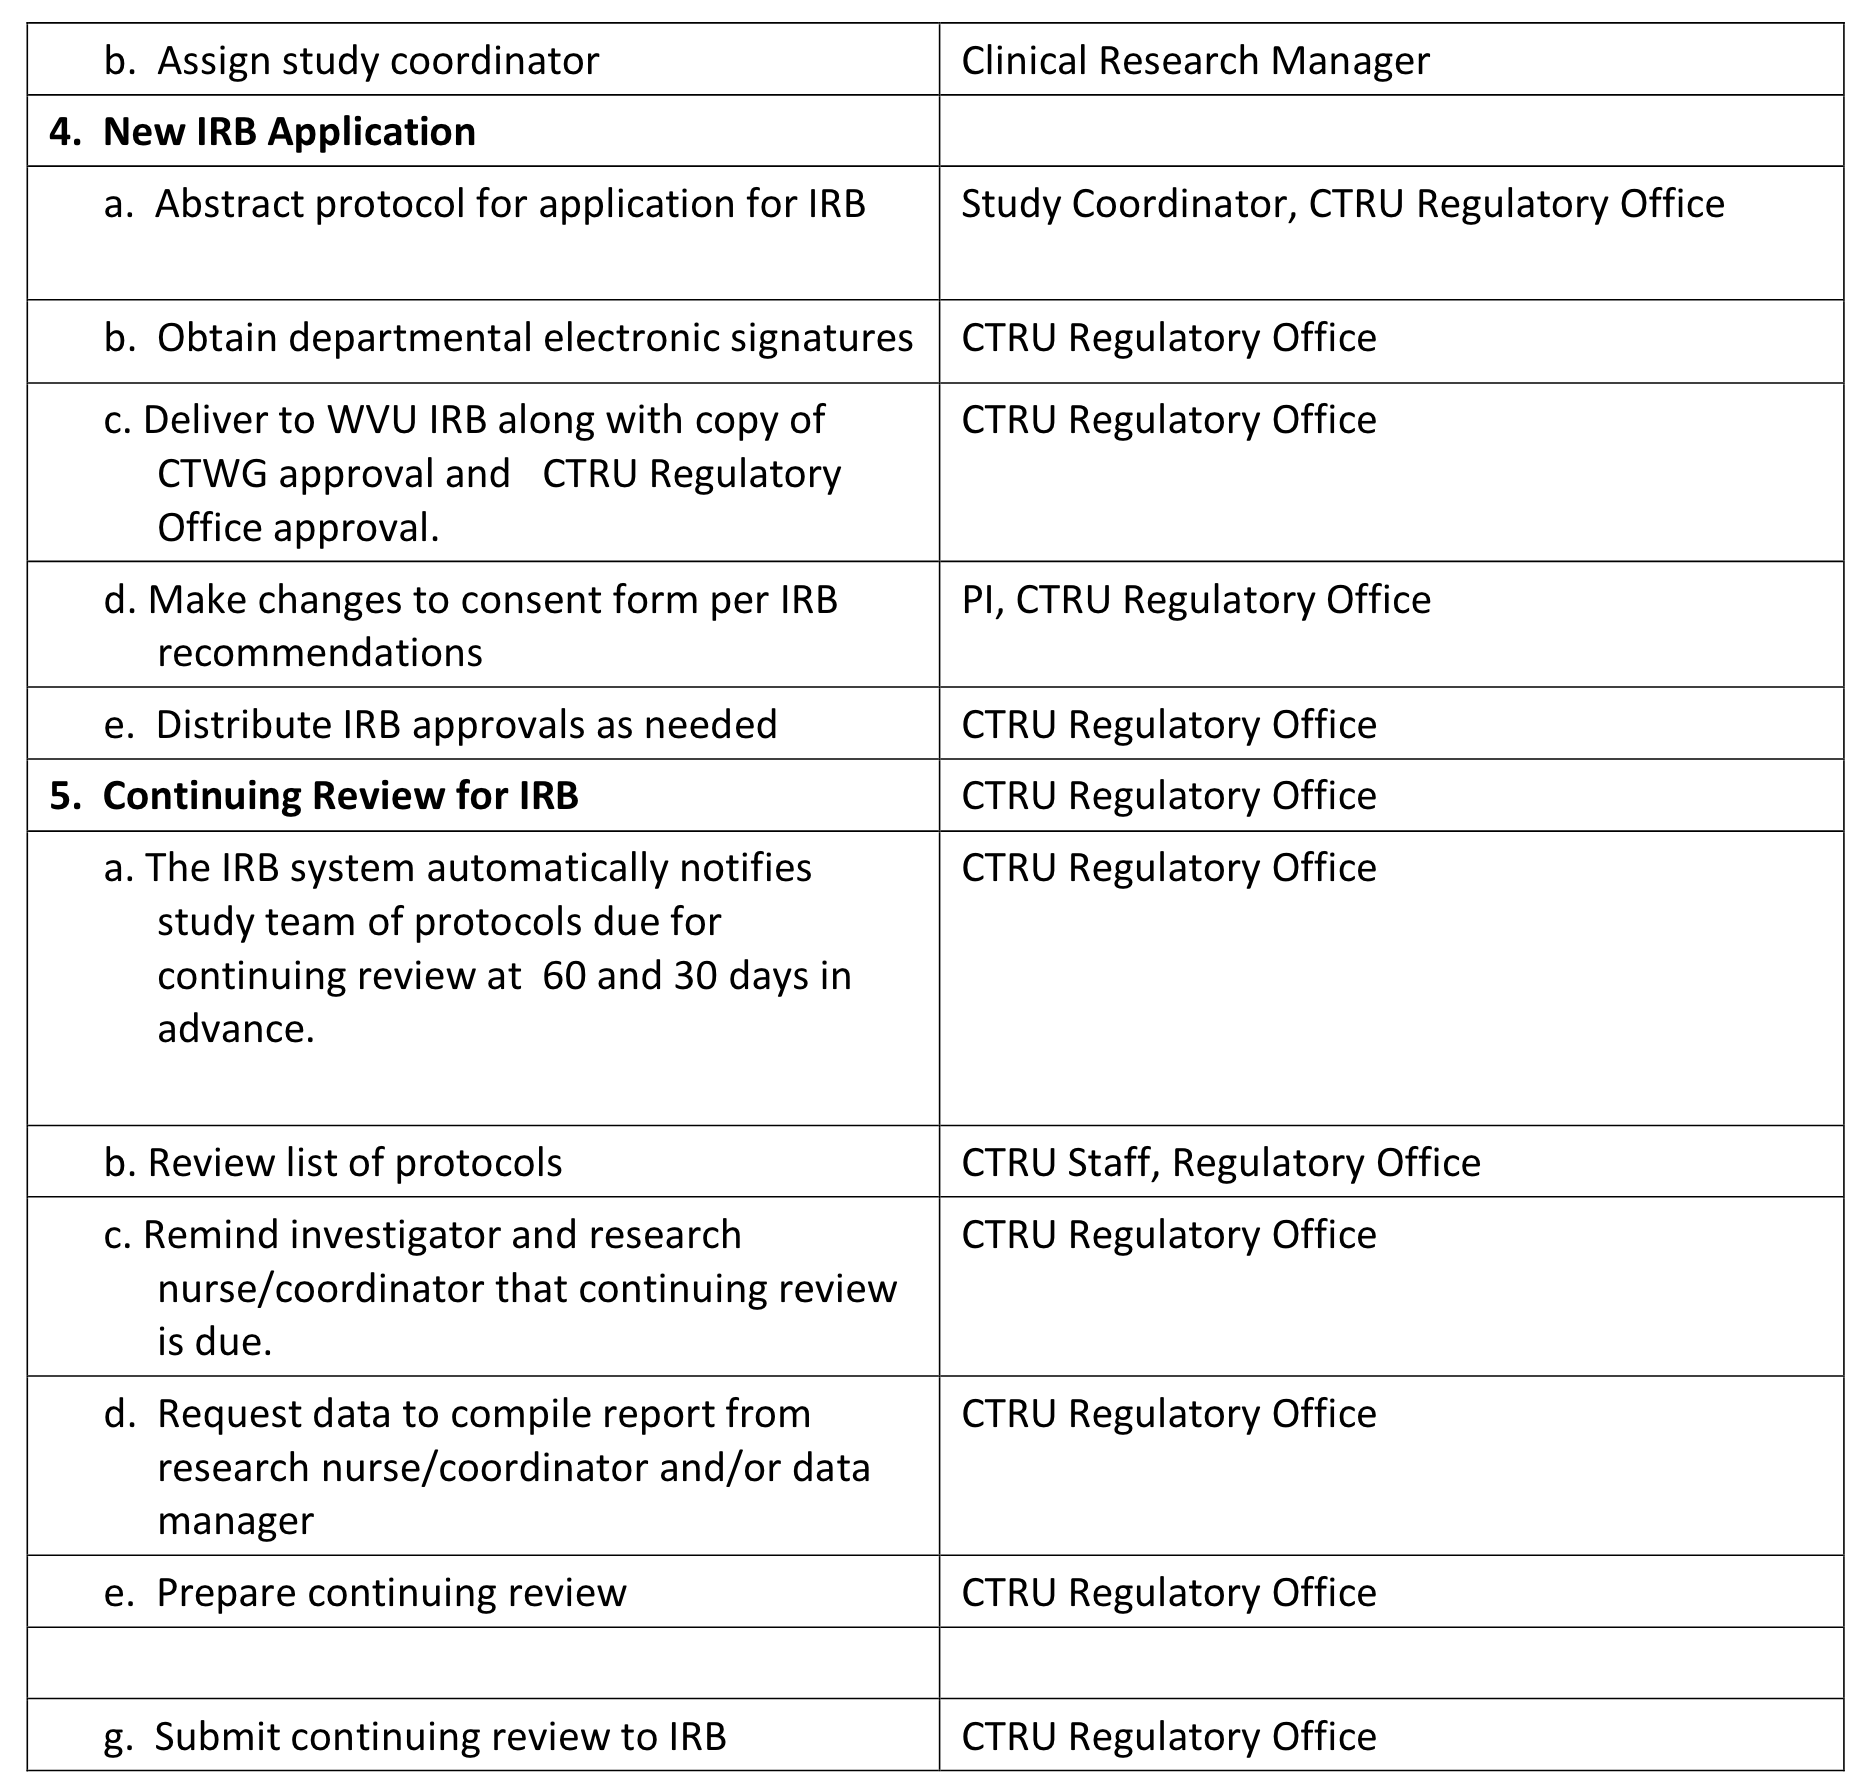 b. Assign study coordinator
Clinical Research Manager
4. New IRB Application
a. Abstract protocol for application for IRB
Study Coordinator, CTRU Regulatory Office
b. Obtain departmental electronic signatures
CTRU Regulatory Office
c. Deliver to WVU IRB along with copy of
CTWG approval and CTRU Regulatory
Office approval.
CTRU Regulatory Office
d. Make changes to consent form per IRB
recommendations
PI, CTRU Regulatory Office
e. Distribute IRB approvals as needed
CTRU Regulatory Office
5. Continuing Review for IRB
CTRU Regulatory Office
a. The IRB system automatically notifies
study team of protocols due for
continuing review at 60 and 30 days in
advance.
CTRU Regulatory Office
b. Review list of protocols
CTRU Staff, Regulatory Office
c. Remind investigator and research
nurse/coordinator that continuing review
is due.
CTRU Regulatory Office
d. Request data to compile report from
research nurse/coordinator and/or data
manager
CTRU Regulatory Office
e. Prepare continuing review
CTRU Regulatory Office
g. Submit continuing review to IRB
CTRU Regulatory Office